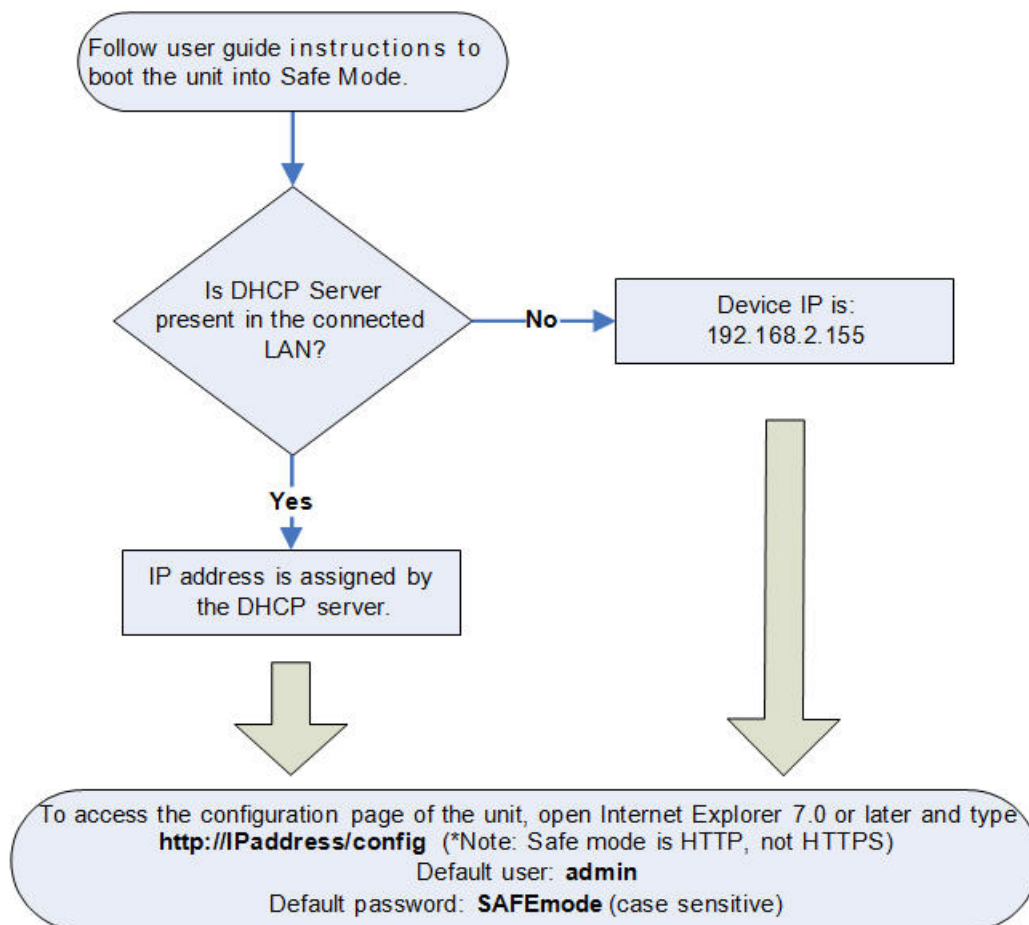 Follow user guide instructions to
boot the unit into Safe Mode.
Is DHCP Server
present in the connected
LAN?
No
Device IP is:
192.168.2.155
Yes
IP address is assigned by
the DHCP server.
To access the configuration page of the unit, open Internet Explorer 7.0 or later and type
http://IPaddress/config (*Note: Safe mode is HTTP, not HTTPS)
Default user: admin
Default password: SAFEmode (case sensitive)